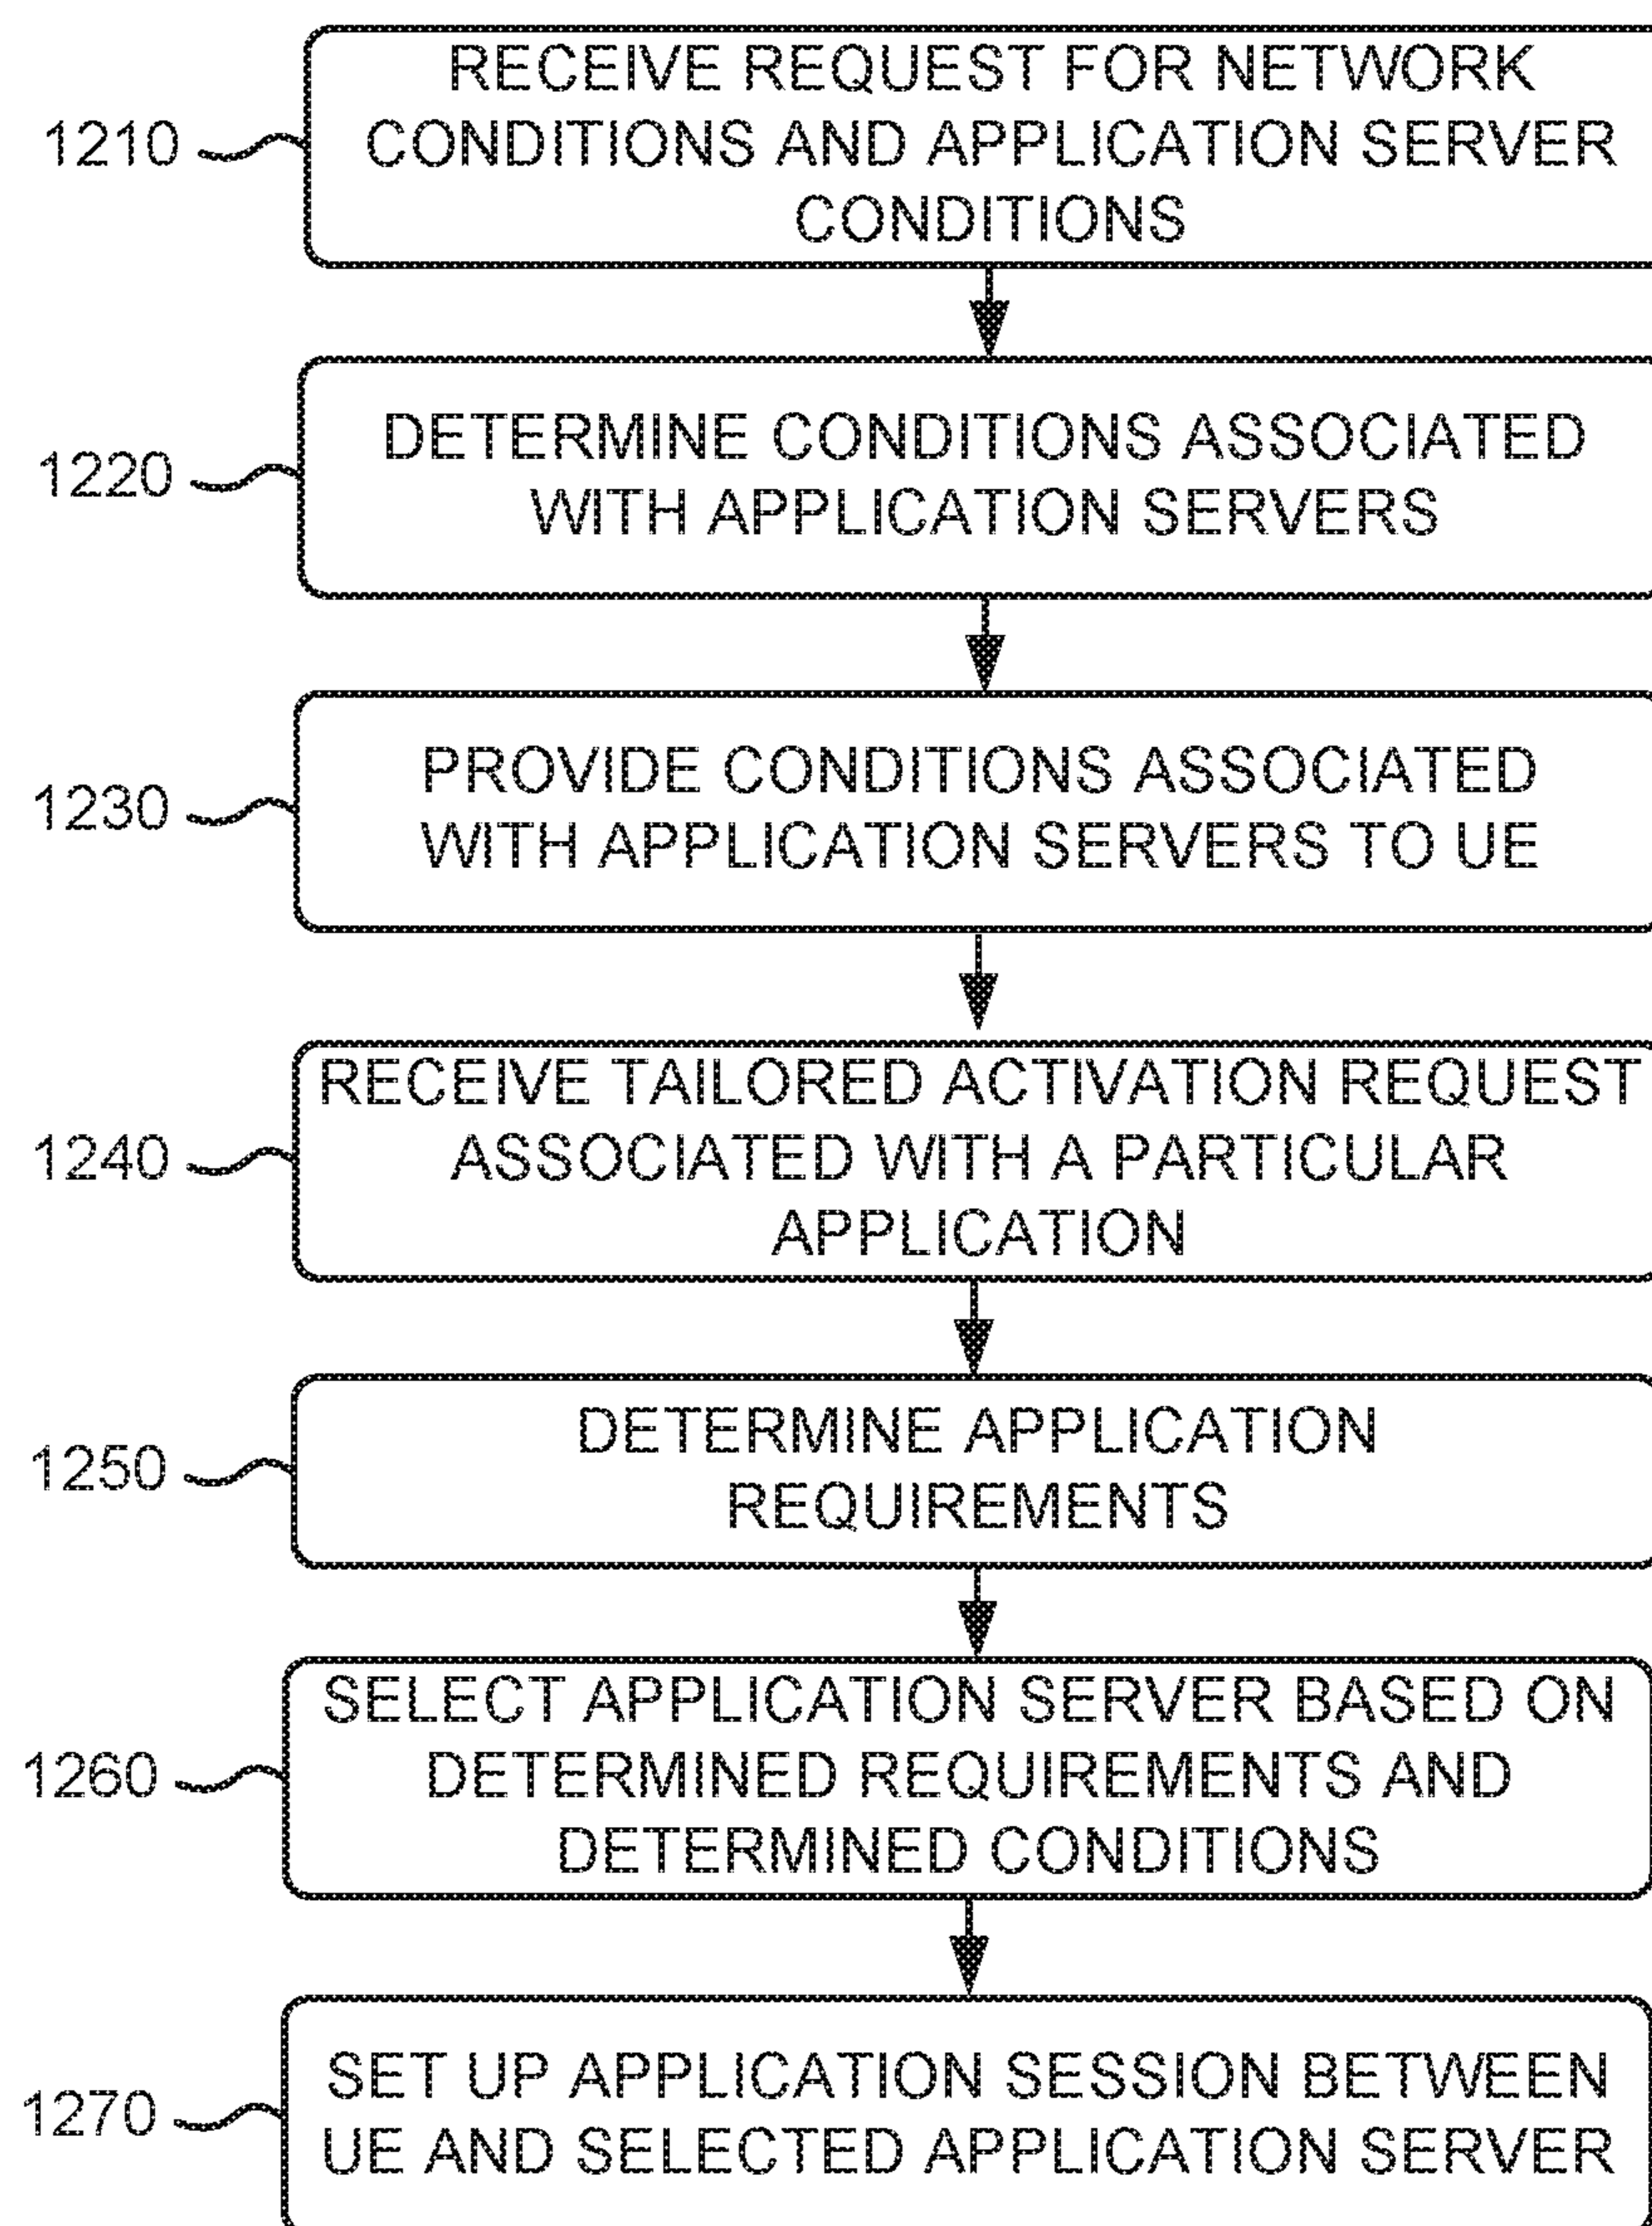 RECEIVE REQUEST FOR NETWORK
1210 CONDITIONS AND APPLICATION SERVER
CONDITIONS
DETERMINE CONDITIONS ASSOCIATED
1220
WITH APPLICATION SERVERS
PROVIDE CONDITIONS ASSOCIATED
1230
WITH APPLICATION SERVERS TO UE
RECEIVE TAILORED ACTIVATION REQUEST
1240 ASSOCIATED WITH A PARTICULAR
APPLICATION
DETERMINE APPLICATION
1250
REQUIREMENTS
SELECT APPLICATION SERVER BASED ON
1260 DETERMINED REQUIREMENTS AND
DETERMINED CONDITIONS
SET UP APPLICATION SESSION BETWEEN
1270
UE AND SELECTED APPLICATION SERVER